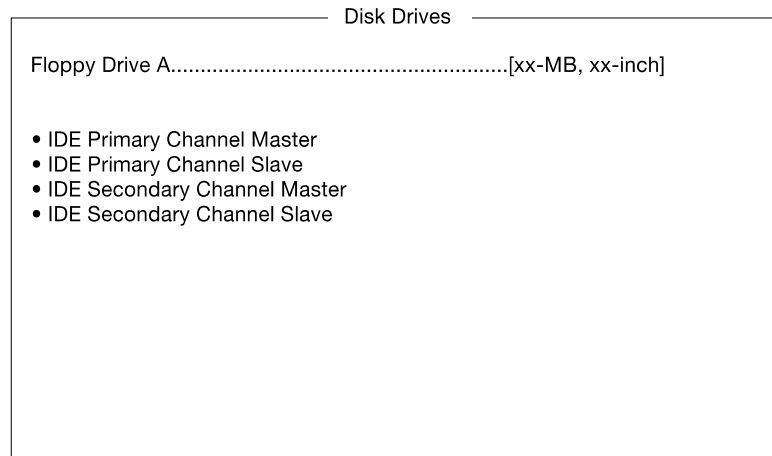 Disk Drives
Floppy Drive A.........................................................[xx-MB, xx-inch]
• IDE Primary Channel Master
• IDE Primary Channel Slave
• IDE Secondary Channel Master
• IDE Secondary Channel Slave